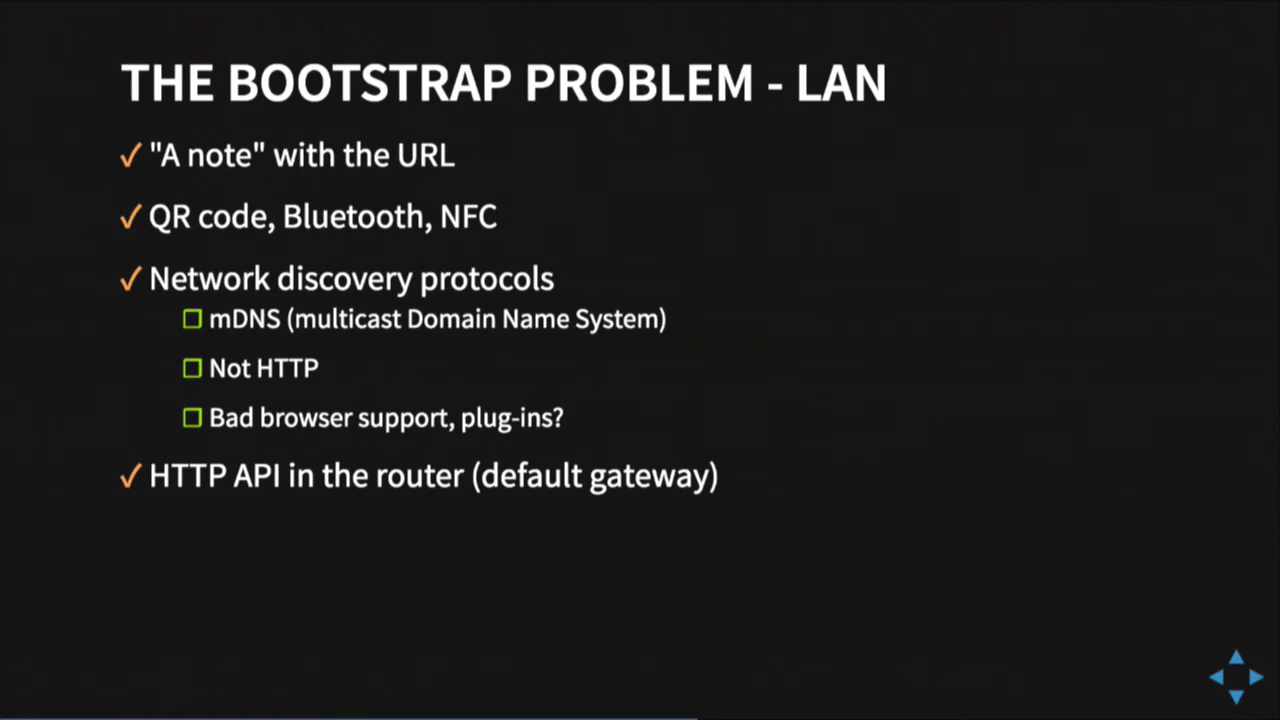 THE BOOTSTRAP PROBLEM - LAN
"A note" with the URL
QR code, Bluetooth, NFC
Network discovery protocols
mDNS (multicast Domain Name System)
Not HTTP
Bad browser support, plug-ins?
HTTP API in the router (default gateway)